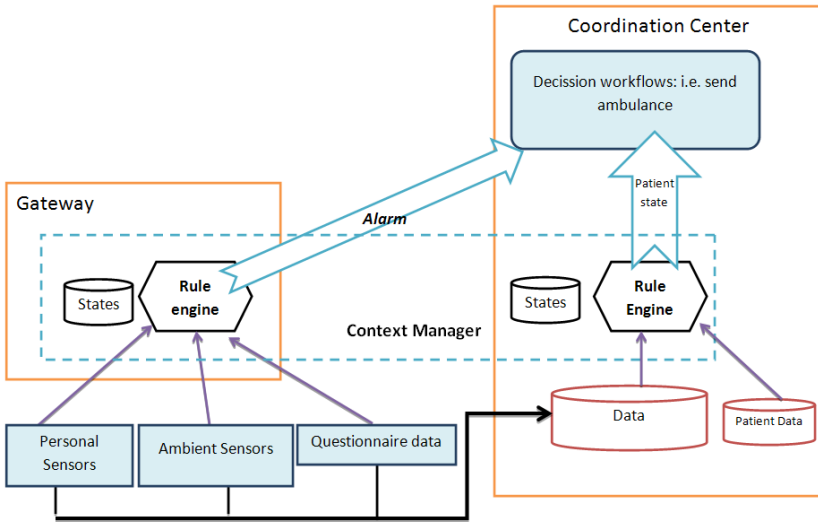 Coordination Center
Decission workflows: i.e. send
ambulance
Patient
state
Gateway
Alarm
States
Rule
engine
Context Manager
States
Rule
Engine
Personal
Sensors
Ambient Sensors
Questionnaire data
Data
Patient Data